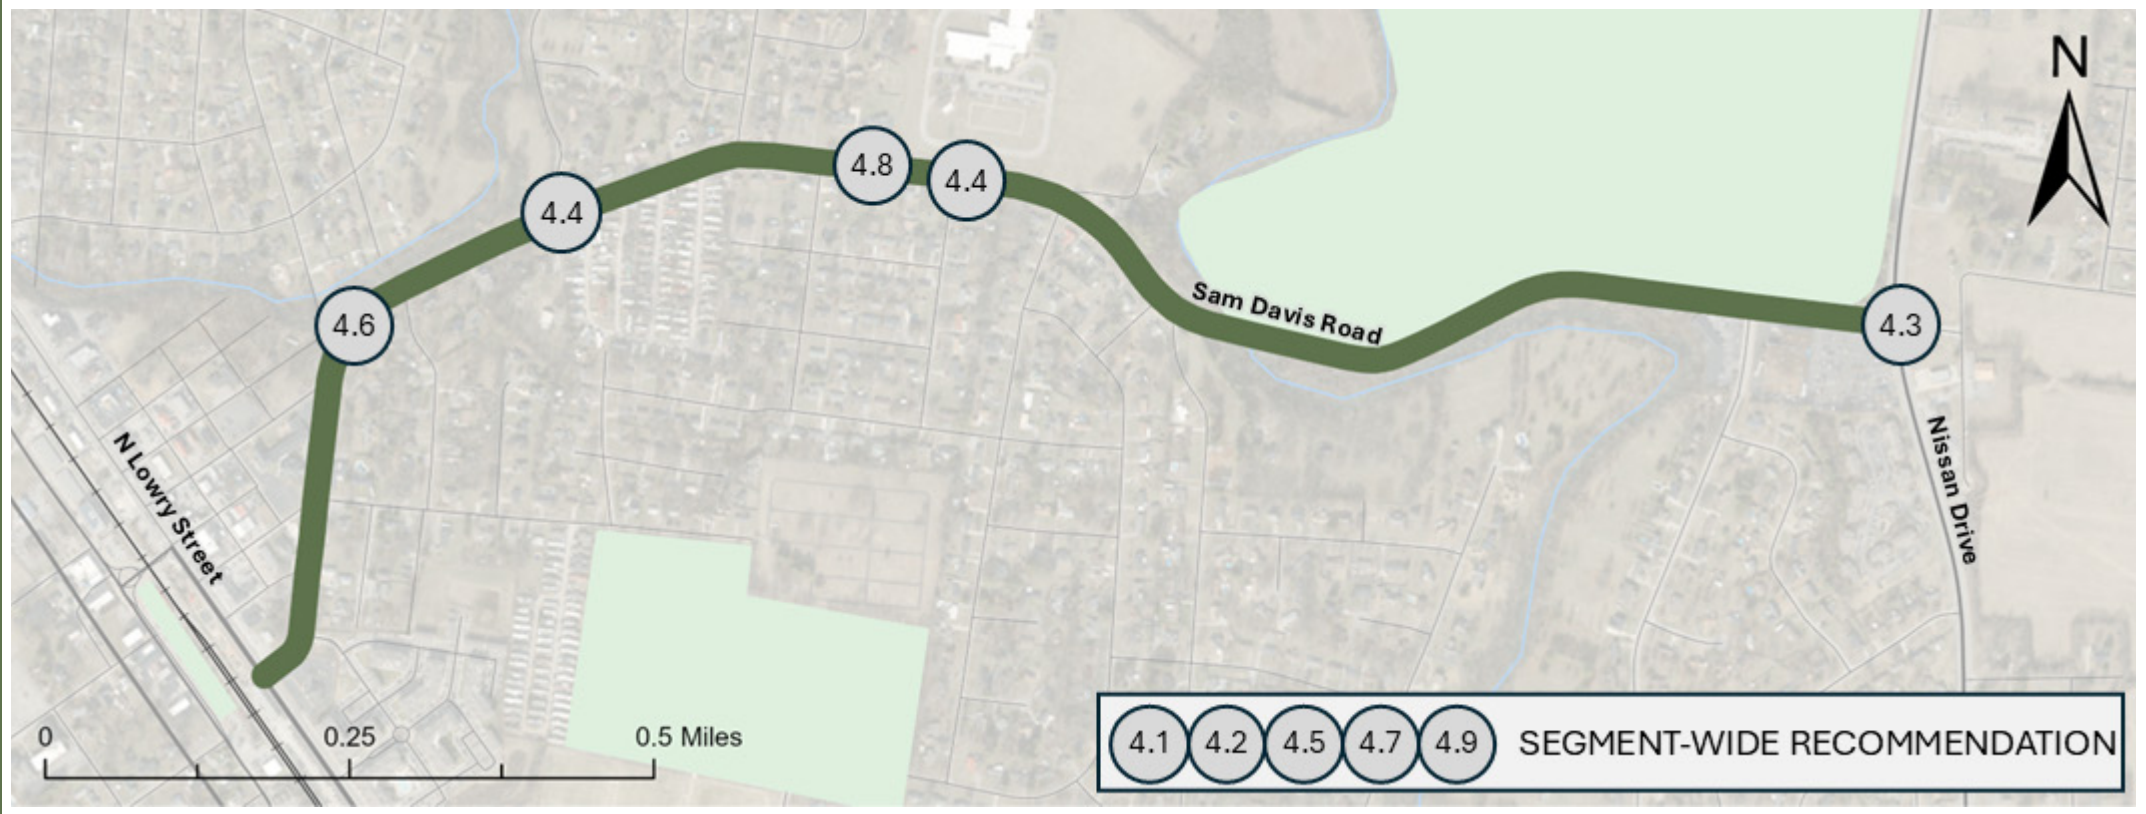 N
4.8
4.4
4.4
4.6
Sam Davis Road
4.3
N Lowry Street
Nissan Drive
0 0.25 0.5 Miles
4.1 4.2 4.5 4.7 4.9 SEGMENT-WIDE RECOMMENDATION